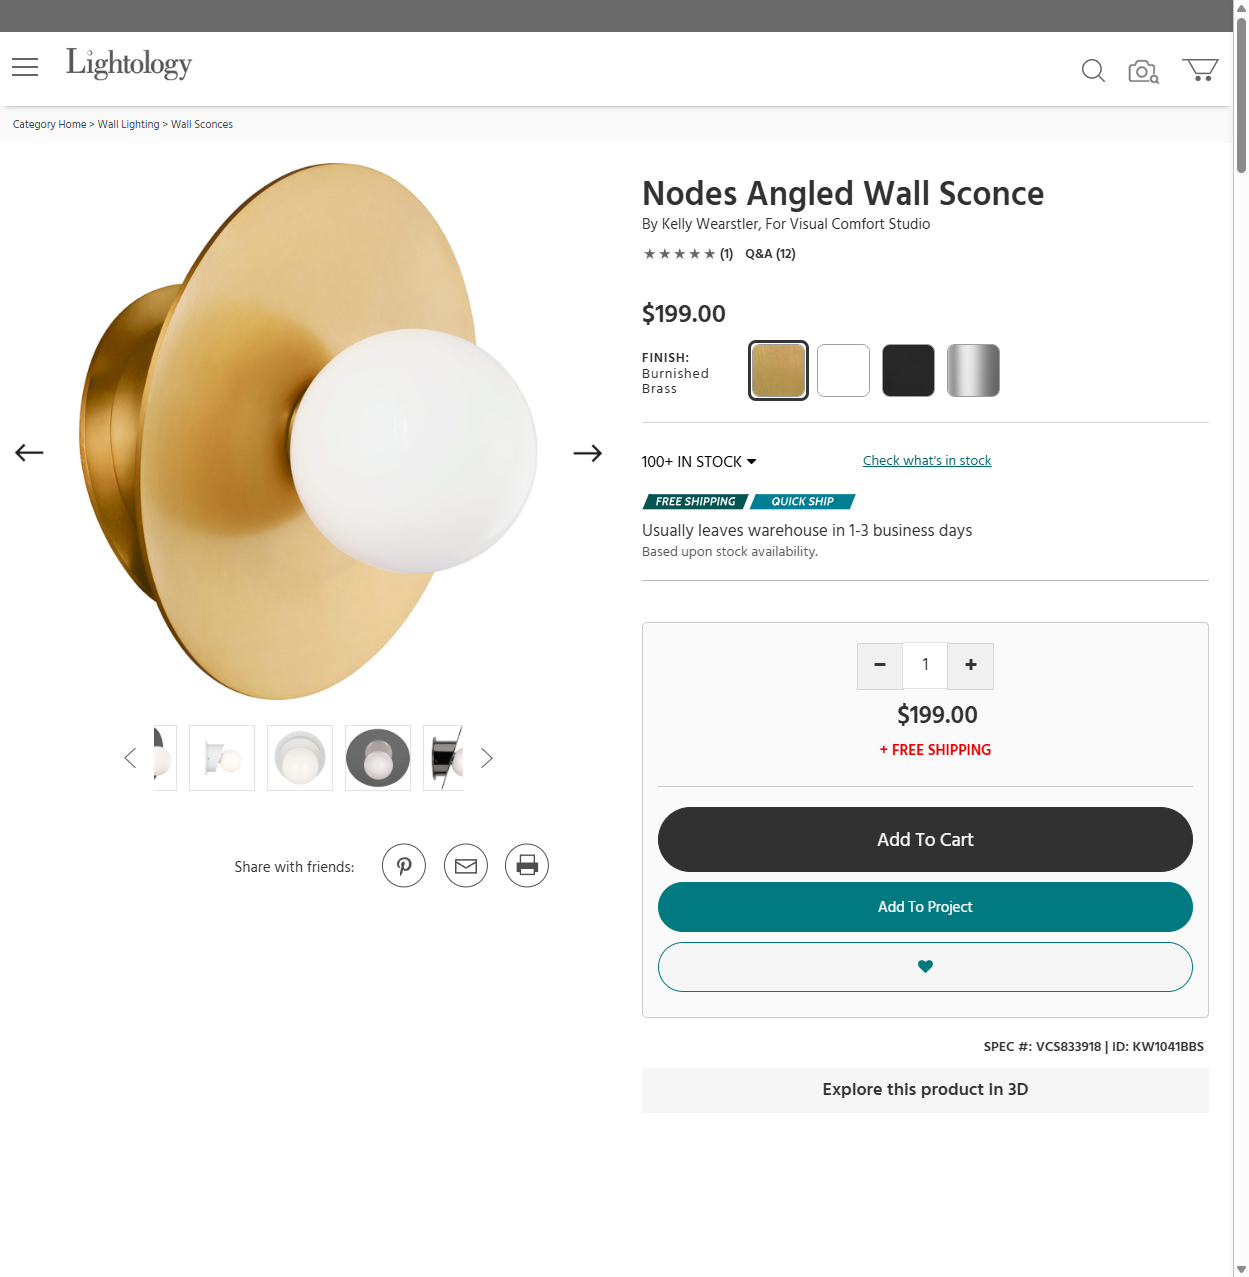 Lightology
Category Home > Wall Lighting > Wall Sconces
Nodes Angled Wall Sconce
By Kelly Wearstler, For Visual Comfort Studio
★★★★★ (1) Q&A (12)
$199.00
FINISH:
Burnished
Brass
100+ IN STOCK
Check what's in stock
FREE SHIPPING QUICK SHIP
Usually leaves warehouse in 1-3 business days
Based upon stock availability.
1
$199.00
+ FREE SHIPPING
Add To Cart
Add To Project
Share with friends:
SPEC #: VCS833918 | ID: KW1041BBS
Explore this product in 3D